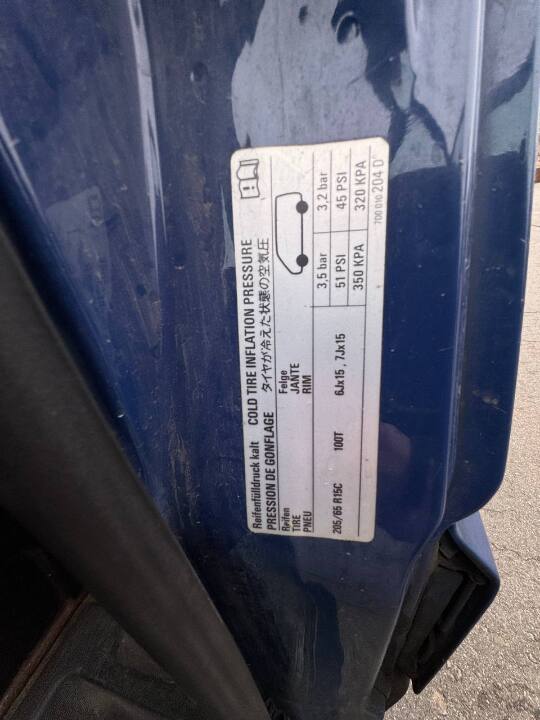 Reifenfülldruck kalt COLD TIRE INFLATION PRESSURE
PRESSION DE GONFLAGE タイヤが冷えた状態の空気圧
Reifen Felge
TIRE JANTE
PNEU RIM
205/65 R15C 100T 6Jx15, 7Jx15
3,5 bar 3,2 bar
51 PSI 45 PSI
350 KPA 320 KPA
7D0 010 204 D